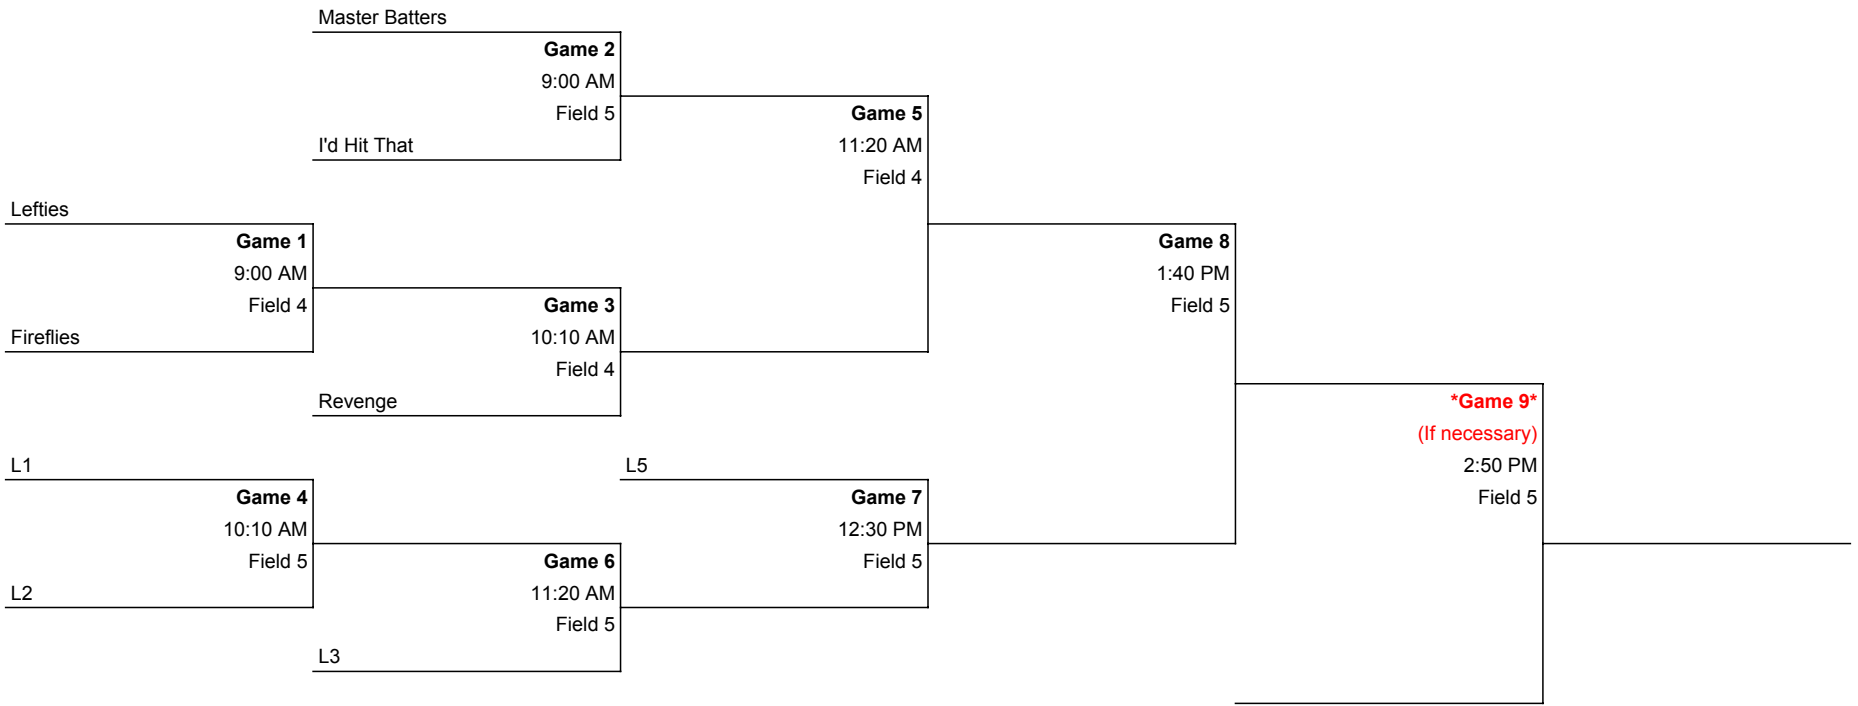 Master Batters
Game 2
9:00 AM
Field 5
I'd Hit That
Game 5
11:20 AM
Field 4
Lefties
Game 1
9:00 AM
Field 4
Fireflies
Game 3
10:10 AM
Field 4
Revenge
Game 8
1:40 PM
Field 5
*Game 9*
(If necessary)
2:50 PM
Field 5
L1
Game 4
10:10 AM
Field 5
L2
L5
Game 7
12:30 PM
Field 5
Game 6
11:20 AM
Field 5
L3